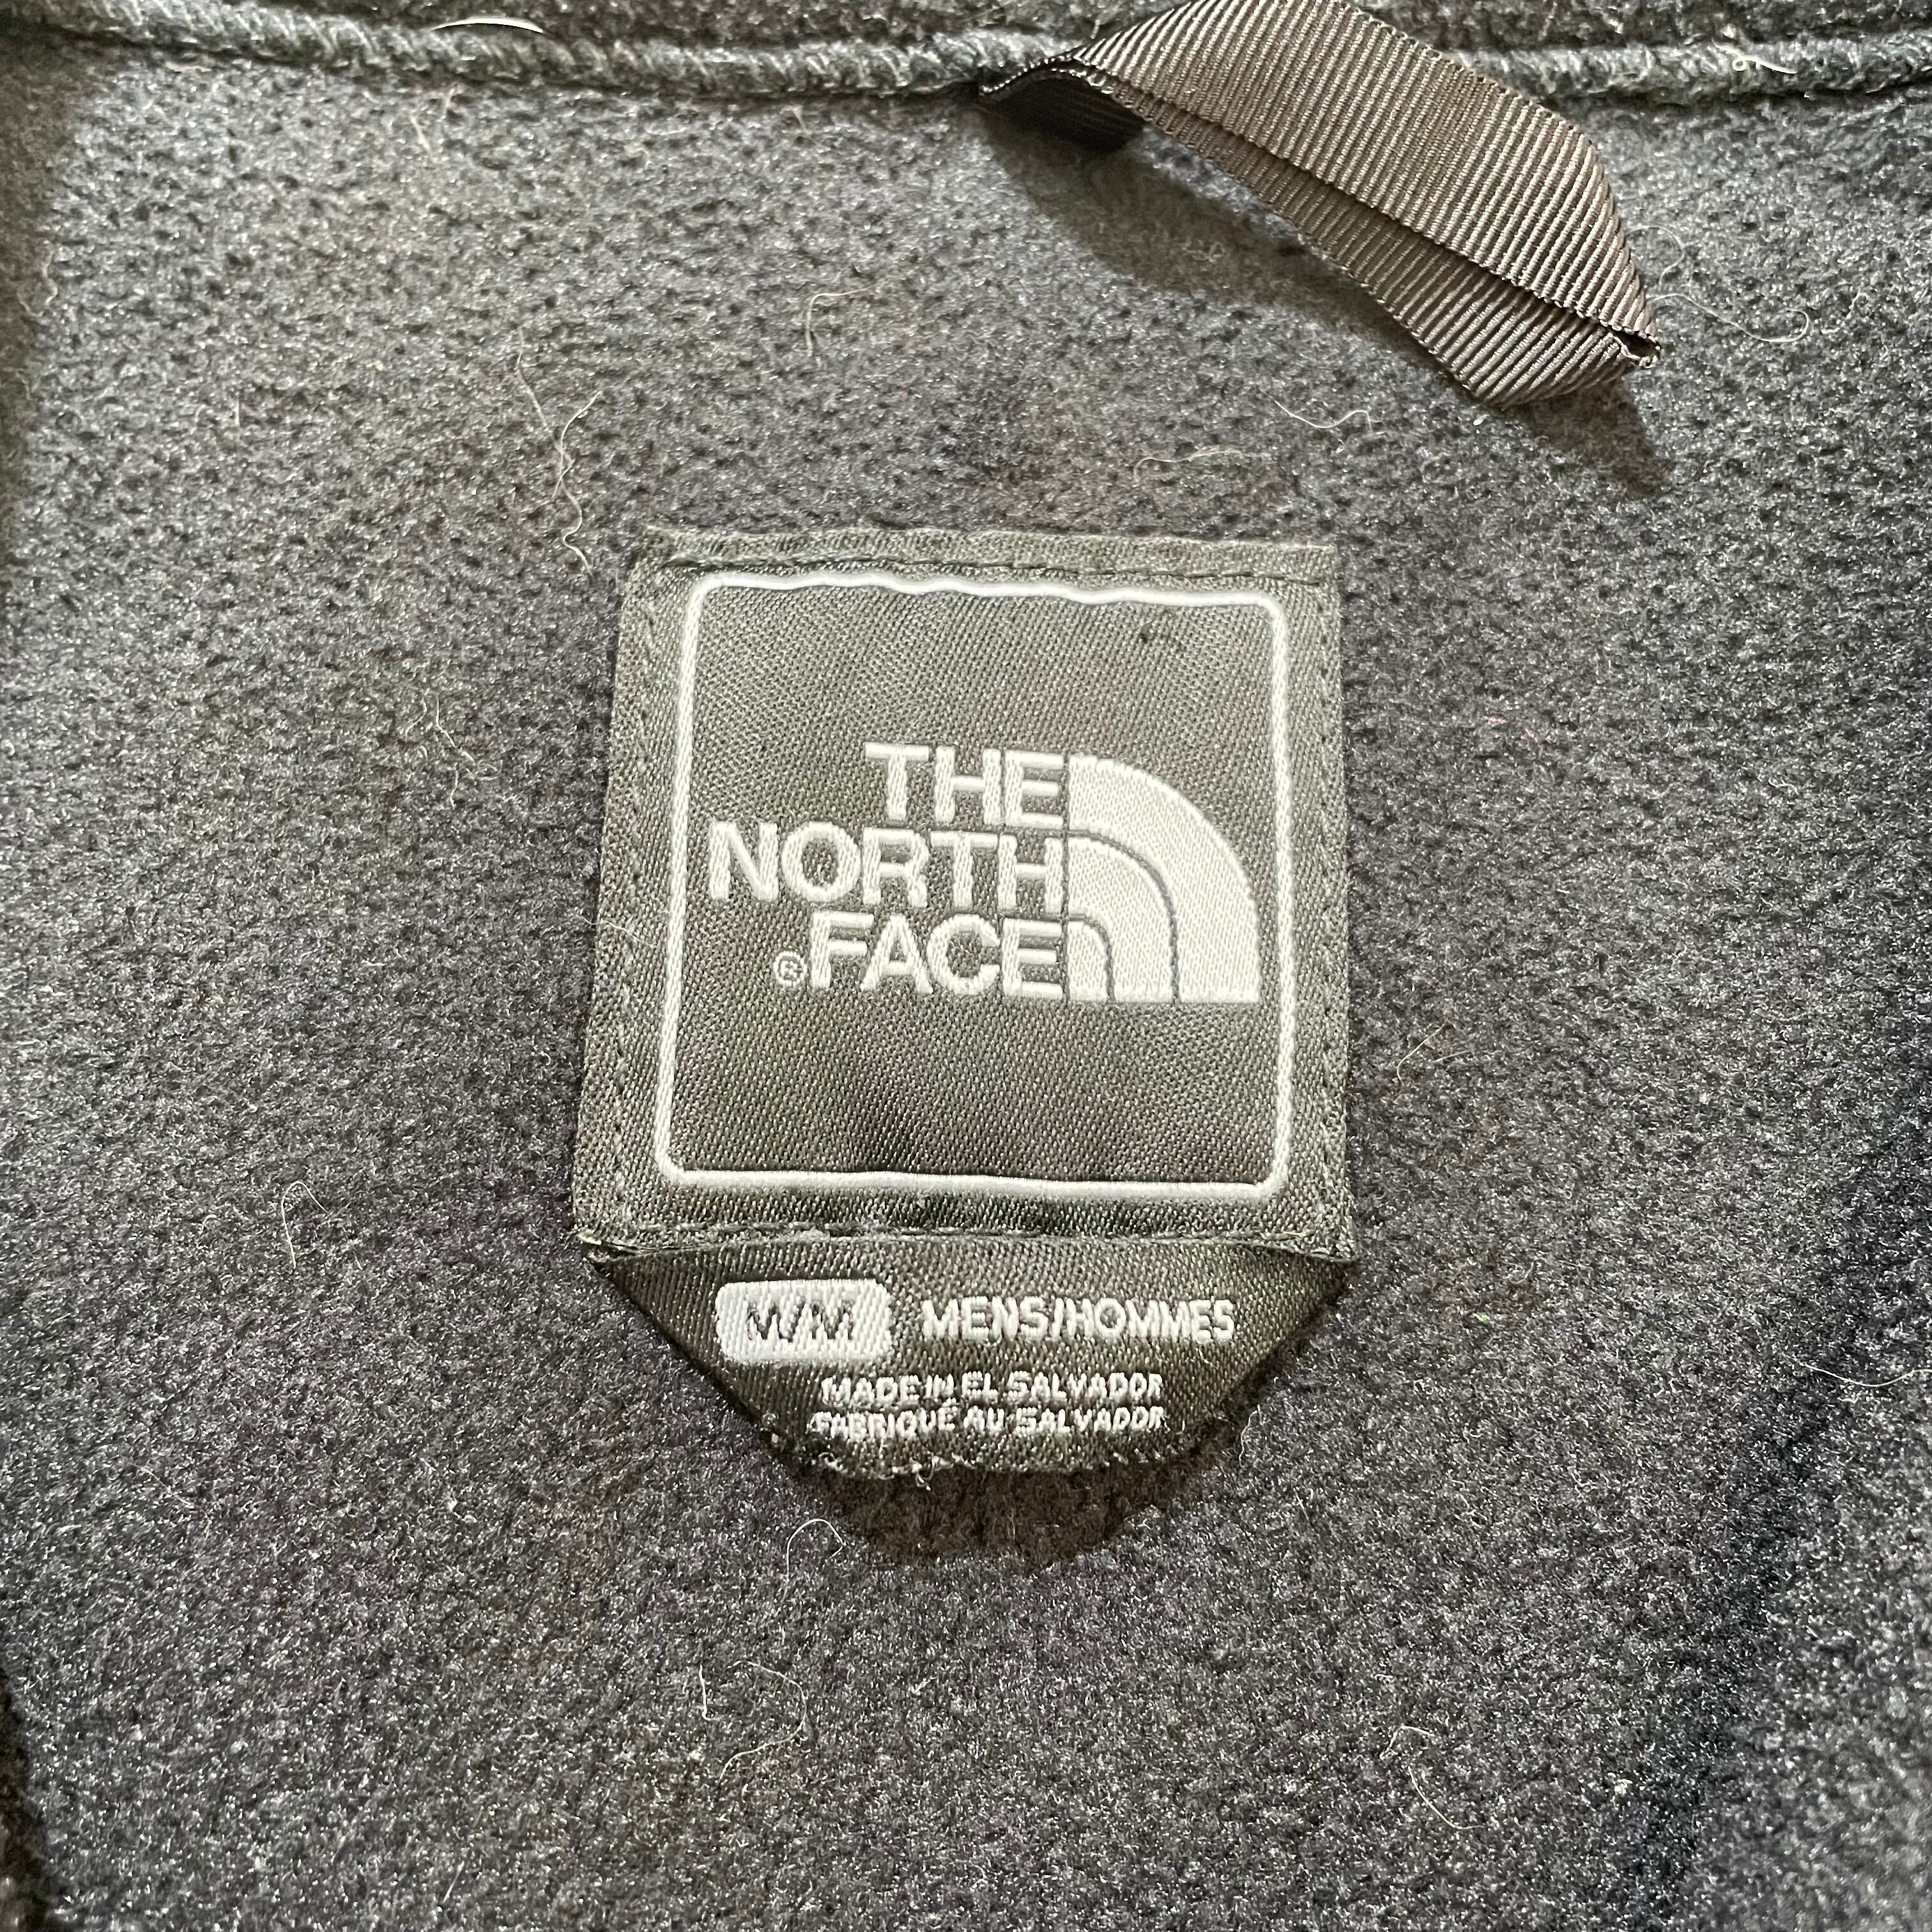 THE
NORTH
®FACE
M/M MENS/HOMMES
MADE IN EL SALVADOR
FABRIQUÉ AU SALVADOR